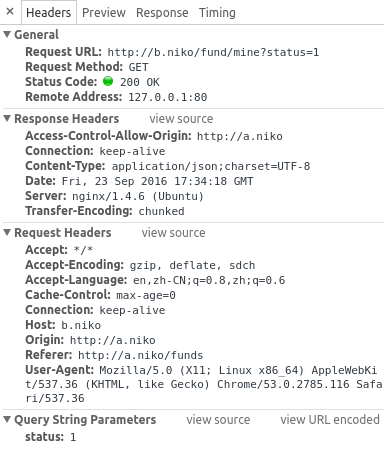 × Headers Preview Response Timing
▼ General
Request URL: http://b.niko/fund/mine?status=1
Request Method: GET
Status Code: 200 OK
Remote Address: 127.0.0.1:80
▼ Response Headers view source
Access-Control-Allow-Origin: http://a.niko
Connection: keep-alive
Content-Type: application/json;charset=UTF-8
Date: Fri, 23 Sep 2016 17:34:18 GMT
Server: nginx/1.4.6 (Ubuntu)
Transfer-Encoding: chunked
▼ Request Headers view source
Accept: */*
Accept-Encoding: gzip, deflate, sdch
Accept-Language: en,zh-CN;q=0.8,zh;q=0.6
Cache-Control: max-age=0
Connection: keep-alive
Host: b.niko
Origin: http://a.niko
Referer: http://a.niko/funds
User-Agent: Mozilla/5.0 (X11; Linux x86_64) AppleWebKi
t/537.36 (KHTML, like Gecko) Chrome/53.0.2785.116 Safa
ri/537.36
▼ Query String Parameters view source view URL encoded
status: 1